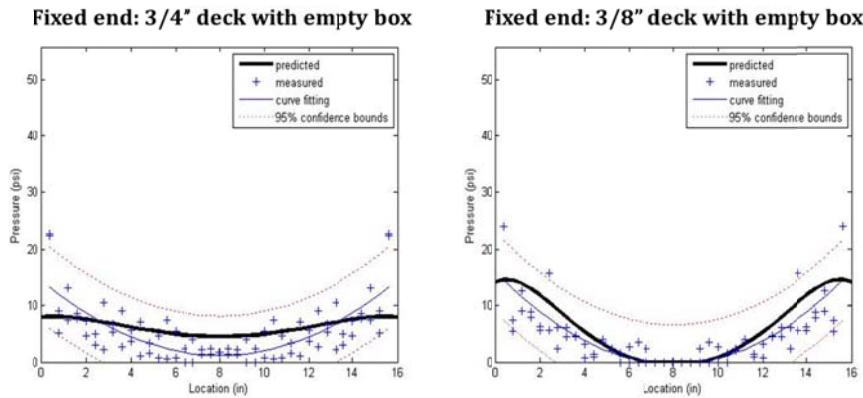 Fixed end: 3/4” deck with empty box
50
40
30
20
10
0
Pressure (psi)
predicted
measured
curve fitting
95% confidence bounds
0 2 4 6 8 10 12 14 16
Location (in)
Fixed end: 3/8” deck with empty box
50
40
30
20
10
0
Pressure (psi)
predicted
measured
curve fitting
95% confidence bounds
0 2 4 6 8 10 12 14 16
Location (in)